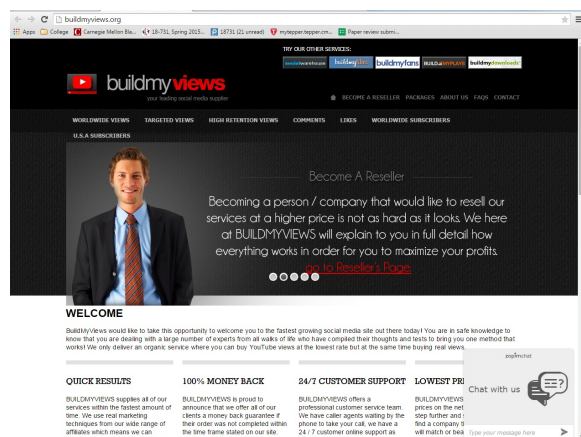 buildmyviews.org
Apps
College
Carnegie Mellon Bla...
18-731, Spring 2015...
18731 (21 unread)
mytepper.tepper.cm...
Paper review submi...
TRY OUR OTHER SERVICES:
buildmyfans
BUILDMYPLAYS
buildmydownloads
buildmyviews
your leading social media supplier
BECOME A RESELLER PACKAGES ABOUT US FAQS CONTACT
WORLDWIDE VIEWS TARGETED VIEWS HIGH RETENTION VIEWS COMMENTS LIKES WORLDWIDE SUBSCRIBERS
U.S.A SUBSCRIBERS
Become A Reseller
Becoming a person / company that would like to resell our
services at a higher price is not as hard as it looks. We here
at BUILDMYVIEWS will explain to you in full detail how
everything works in order for you to maximize your profits.
go to Reseller's Page.
WELCOME
BuildMyViews would like to take this opportunity to welcome you to the fastest growing social media site out there today! You are in safe knowledge to
know that you are dealing with a large number of experts from all walks of life who have compiled their thoughts and tests to bring you one method that
works! We only deliver an organic service where you can buy YouTube views at the lowest rate but at the same time buying real views.
QUICK RESULTS
BUILDMYVIEWS supplies all of our
services within the fastest amount of
time. We use real marketing
techniques from our wide range of
affiliates which means we can
100% MONEY BACK
BUILDMYVIEWS is proud to
announce that we offer all of our
clients a money back guarantee if
their order was not completed within
the time frame stated on our site.
24/7 CUSTOMER SUPPORT
BUILDMYVIEWS offers a
professional customer service team.
We have caller agents waiting by the
phone to take your call, we have a
24 / 7 customer online support as
LOWEST PRI
BUILDMYVIEWS
prices on the net
step further and s
find a company t
will match or bea
zopim chat
Chat with us
Type your message here